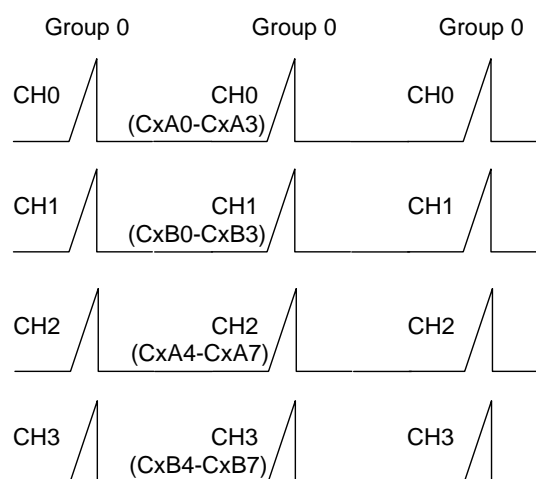 Group 0 Group 0 Group 0
CH0 CH0 CH0
(CxA0-CxA3)
CH1 CH1 CH1
(CxB0-CxB3)
CH2 CH2 CH2
(CxA4-CxA7)
CH3 CH3 CH3
(CxB4-CxB7)